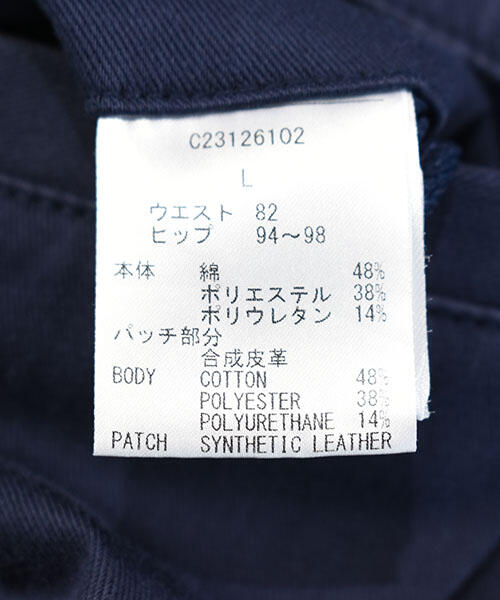 C23126102
L
ウエスト 82
ヒップ 94～98
本体 綿 48%
ポリエステル 38%
ポリウレタン 14%
パッチ部分
合成皮革
BODY COTTON 48%
POLYESTER 38%
POLYURETHANE 14%
PATCH SYNTHETIC LEATHER